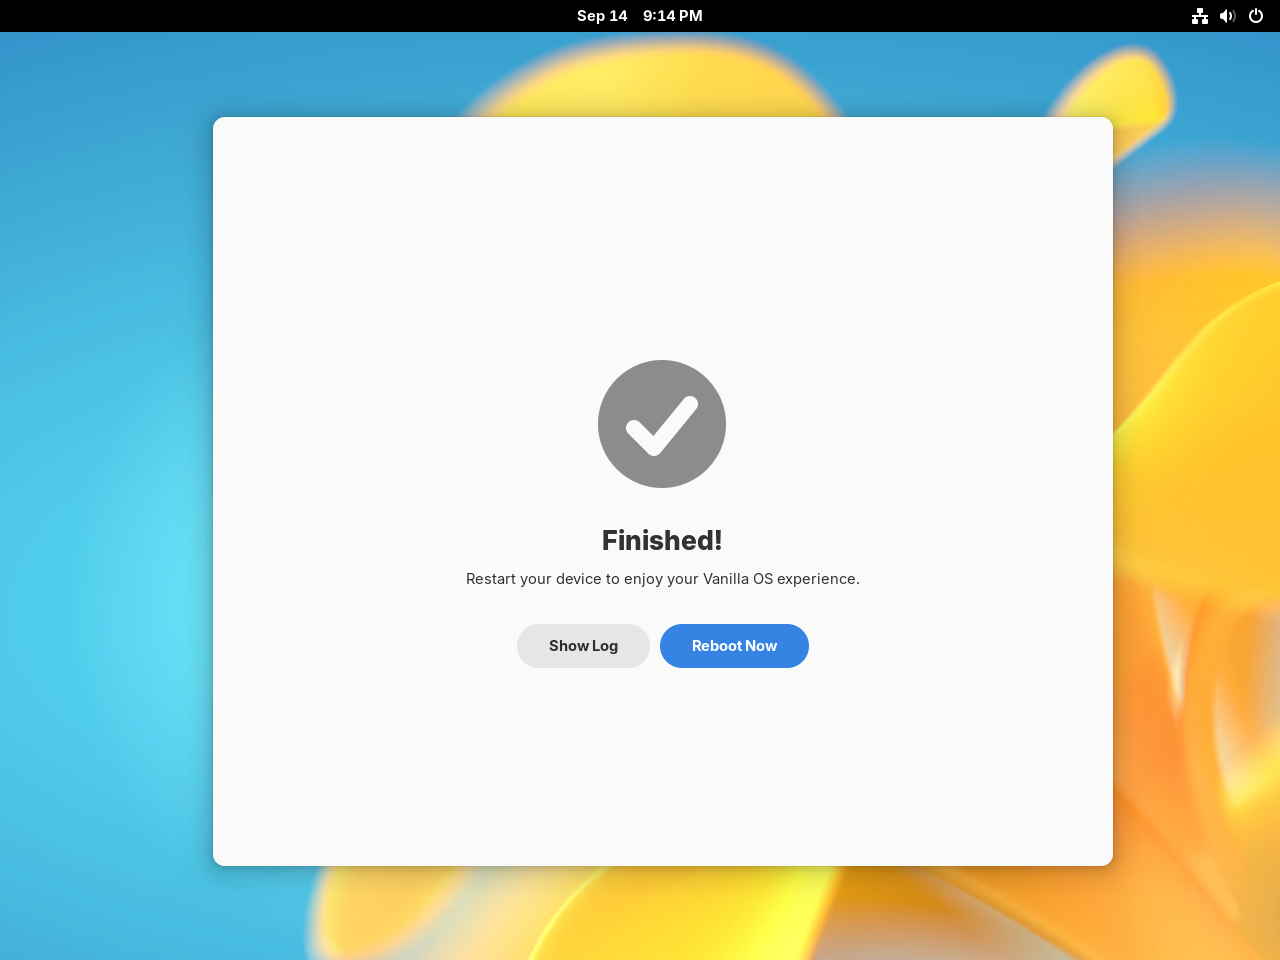 Sep 14 9:14 PM
Finished!
Restart your device to enjoy your Vanilla OS experience.
Show Log
Reboot Now